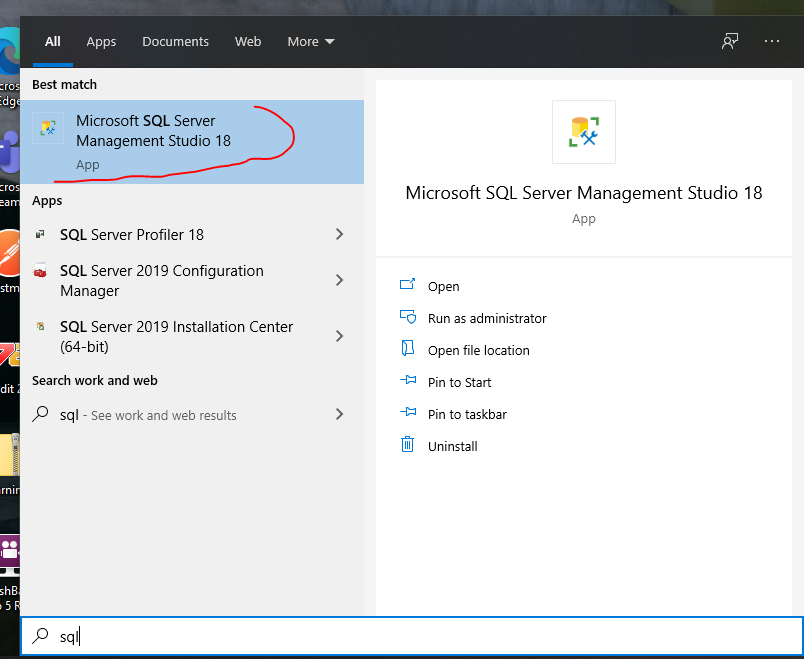 All Apps Documents Web More
Best match
Microsoft SQL Server
Management Studio 18
App
Apps
SQL Server Profiler 18
SQL Server 2019 Configuration
Manager
SQL Server 2019 Installation Center
(64-bit)
Search work and web
sql - See work and web results
Microsoft SQL Server Management Studio 18
App
Open
Run as administrator
Open file location
Pin to Start
Pin to taskbar
Uninstall
sql